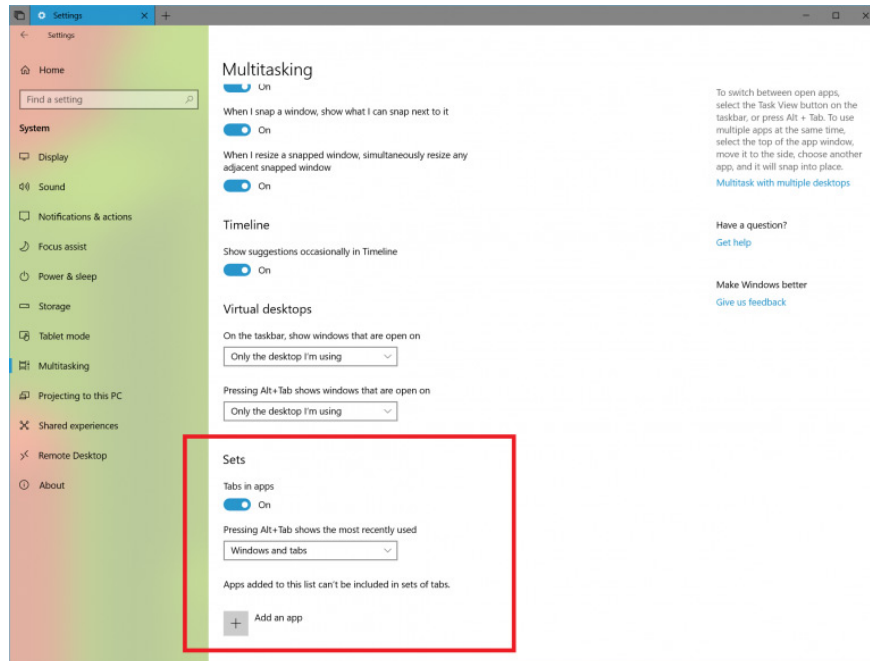 Settings
Settings
Home
Find a setting
System
Display
Sound
Notifications & actions
Focus assist
Power & sleep
Storage
Tablet mode
Multitasking
Projecting to this PC
Shared experiences
Remote Desktop
About
Multitasking
On
When I snap a window, show what I can snap next to it
On
When I resize a snapped window, simultaneously resize any
adjacent snapped window
On
Timeline
Show suggestions occasionally in Timeline
On
Virtual desktops
On the taskbar, show windows that are open on
Only the desktop I'm using
Pressing Alt+Tab shows windows that are open on
Only the desktop I'm using
Sets
Tabs in apps
On
Pressing Alt+Tab shows the most recently used
Windows and tabs
Apps added to this list can't be included in sets of tabs.
Add an app
To switch between open apps,
select the Task View button on the
taskbar, or press Alt + Tab. To use
multiple apps at the same time,
select the top of the app window,
move it to the side, choose another
app, and it will snap into place.
Multitask with multiple desktops
Have a question?
Get help
Make Windows better
Give us feedback